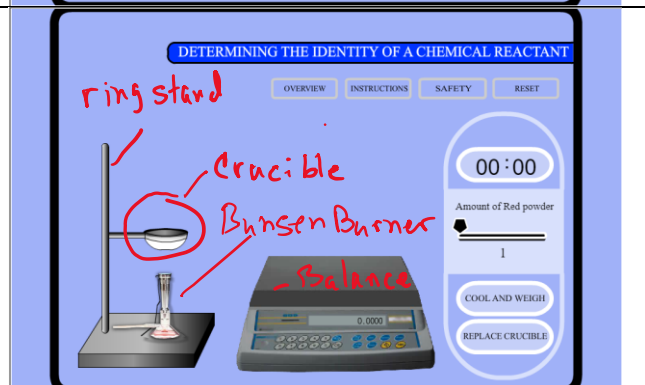 DETERMINING THE IDENTITY OF A CHEMICAL REACTANT
OVERVIEW
INSTRUCTIONS
SAFETY
RESET
ring stand
Crucible
00:00
Bunsen Burner
Amount of Red powder
1
Balance
0.0000
COOL AND WEIGH
REPLACE CRUCIBLE